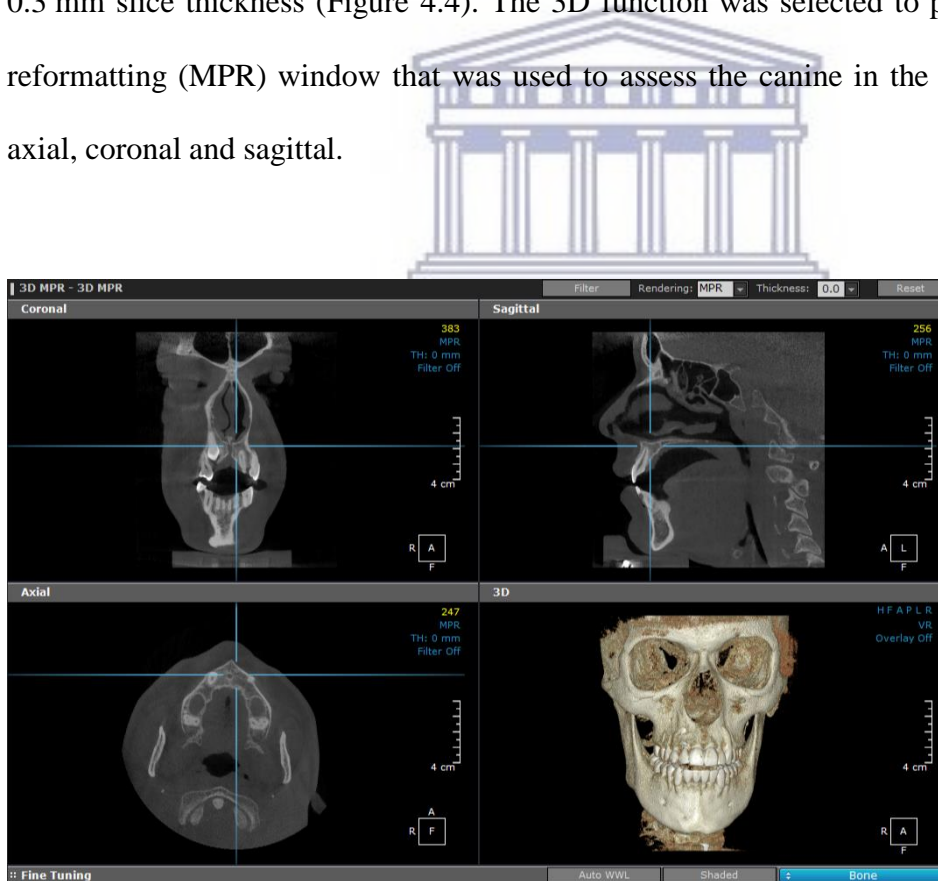 0.3 mm slice thickness (Figure 4.4). The 3D function was selected to p
reformatting (MPR) window that was used to assess the canine in the
axial, coronal and sagittal.
3D MPR - 3D MPR
Filter
Rendering: MPR
Thickness: 0.0
Reset
Coronal
383
MPR
TH: 0 mm
Filter Off
4 cm
R A
F
Sagittal
256
MPR
TH: 0 mm
Filter Off
4 cm
A L
F
Axial
247
MPR
TH: 0 mm
Filter Off
4 cm
A
R F
3D
H F A P L R
VR
Overlay Off
4 cm
R A
F
:: Fine Tuning
Auto WWL
Shaded
Bone